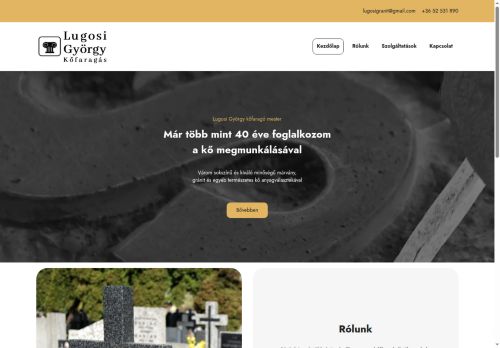 lugosigranit@gmail.com +36 52 531 890
Lugosi
György
Kőfaragás
Kezdőlap Rólunk Szolgáltatások Kapcsolat
Lugosi György kőfaragó mester
Már több mint 40 éve foglalkozom
a kő megmunkálásával
Várom sokszínű és kiváló minőségű márvány,
gránit és egyéb természetes kő anyagválasztékával
Bővebben
Rólunk